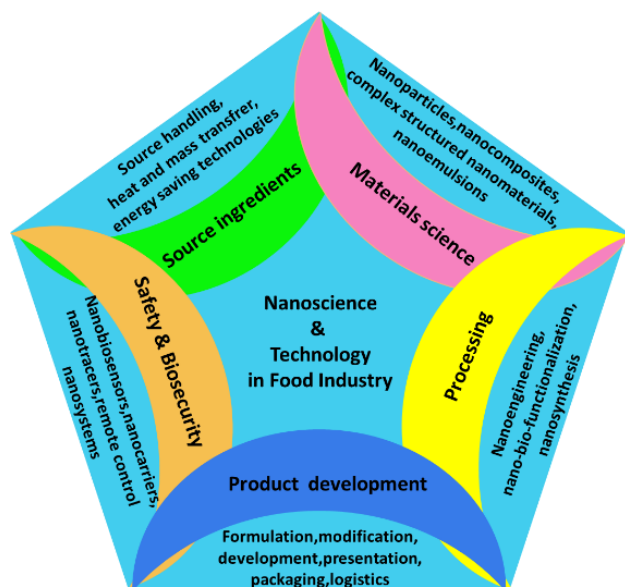 Source handling,
heat and mass transfrer,
energy saving technologies
Source ingredients
Nanoparticles,nanocomposites,
complex structured nanomaterials,
nanoemulsions
Materials science
Safety & Biosecurity
Nanobiosensors,nanocarriers,
nanotracers,remote control
nanosystems
Nanoscience
&
Technology
in Food Industry
Processing
Nanoengineering,
nano-bio-functionalization,
nanosynthesis
Product development
Formulation,modification,
development,presentation,
packaging,logistics